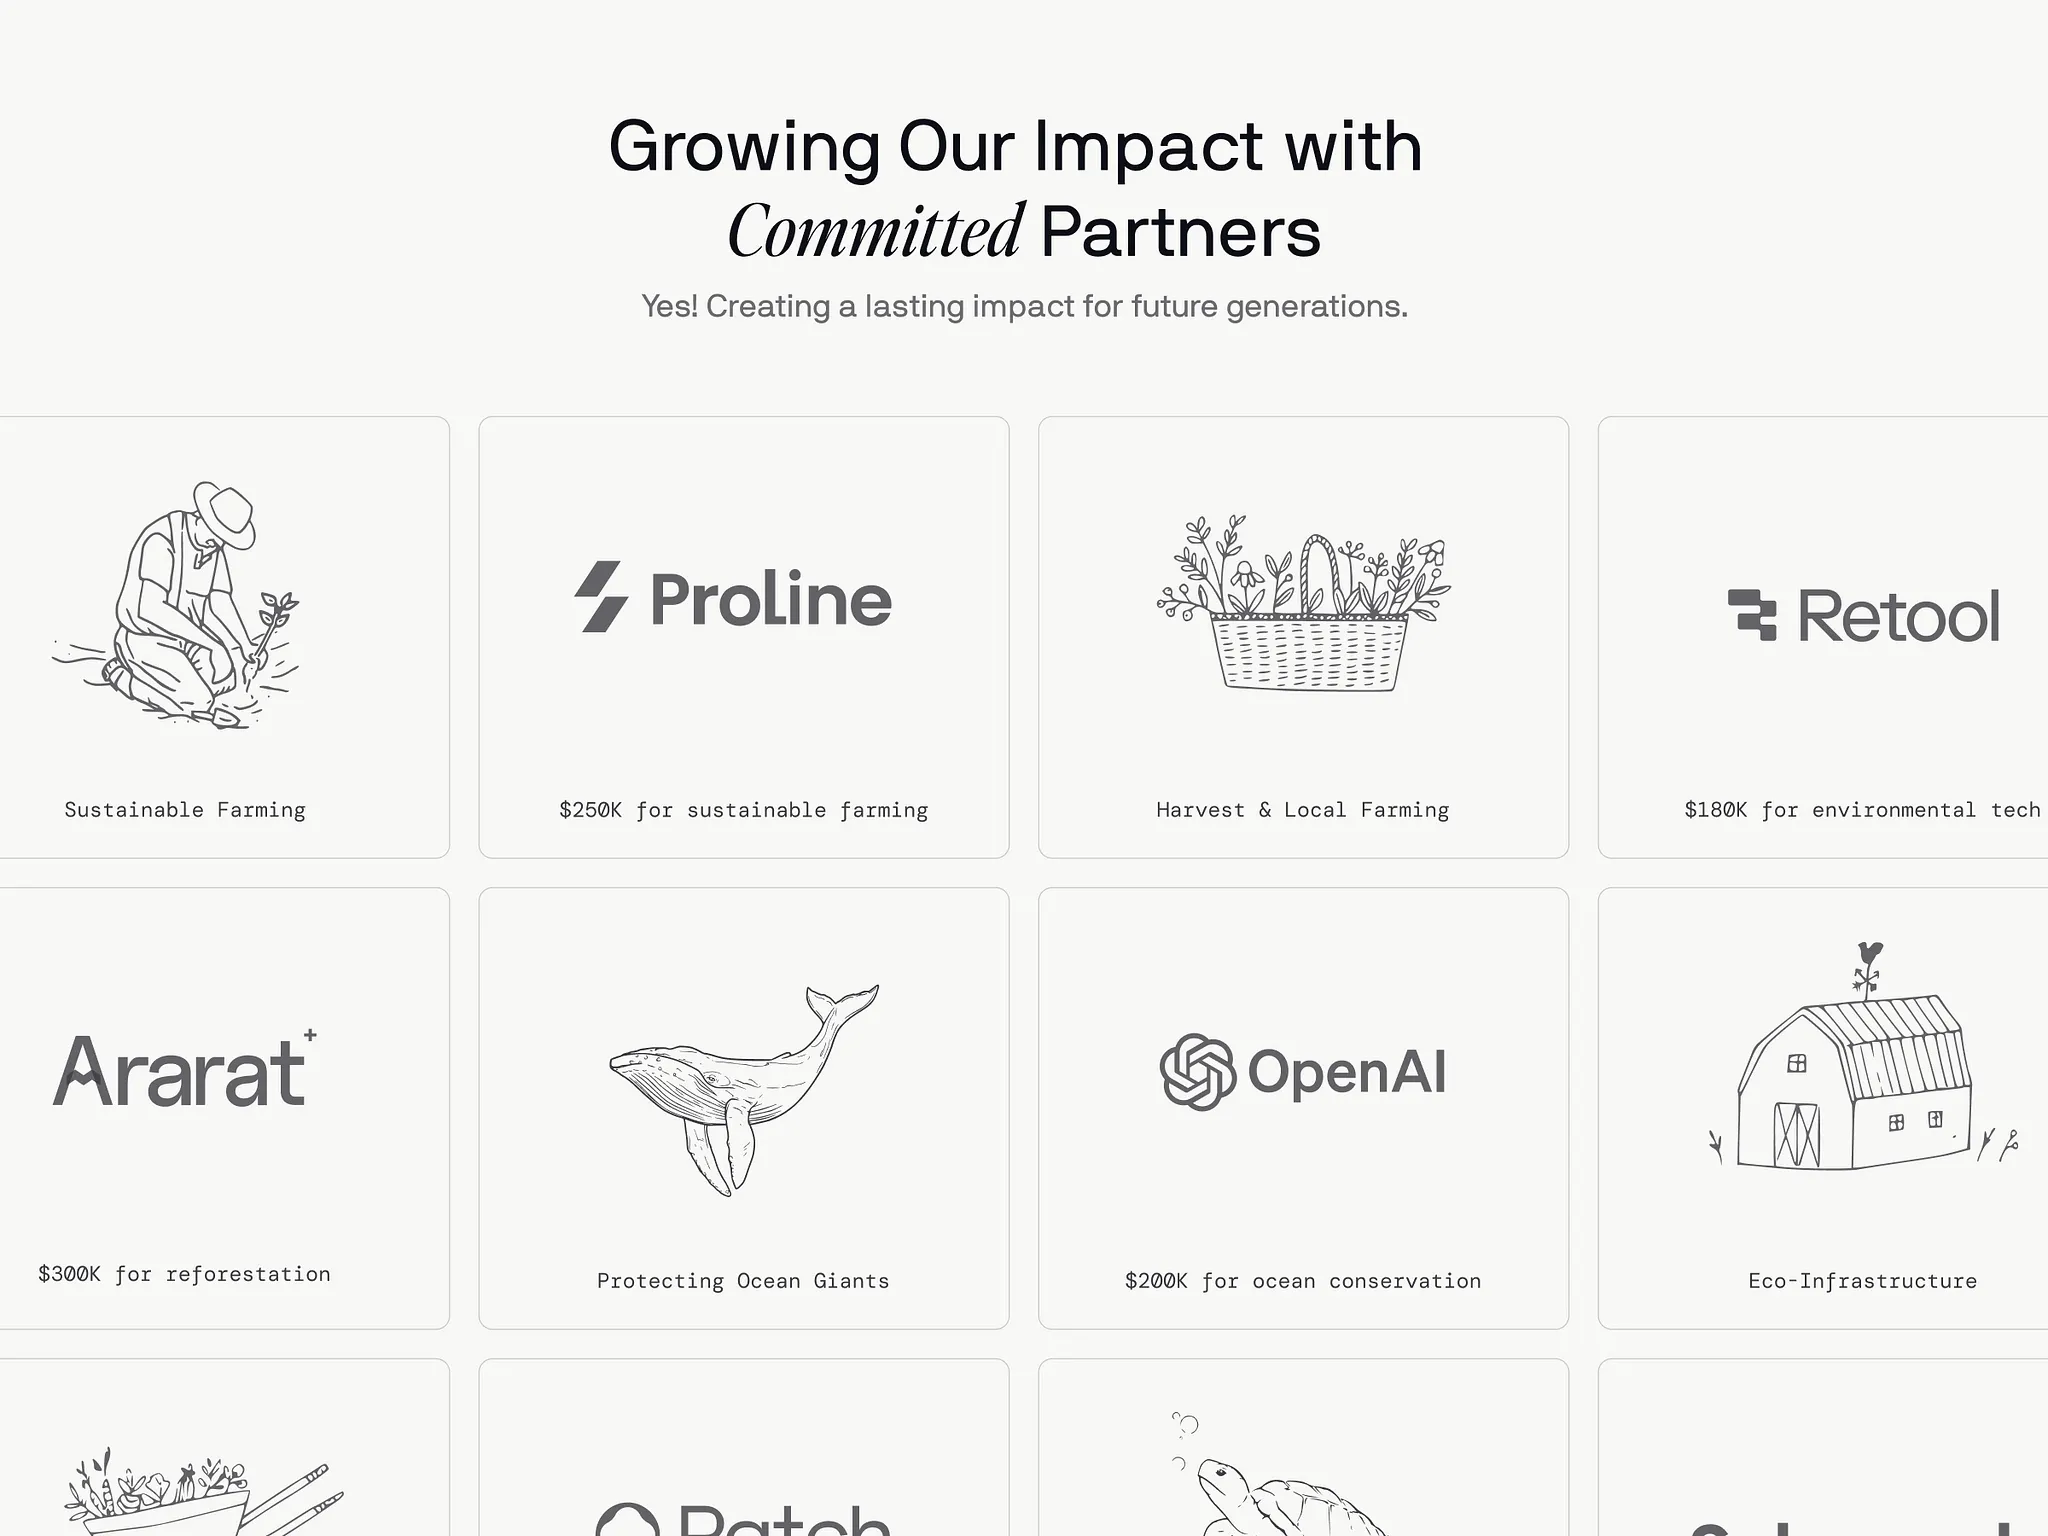 Growing Our Impact with
Committed Partners
Yes! Creating a lasting impact for future generations.
Proline
Retool
Sustainable Farming
$250K for sustainable farming
Harvest & Local Farming
$180K for environmental tech
Ararat+
OpenAI
$300K for reforestation
Protecting Ocean Giants
$200K for ocean conservation
Eco-Infrastructure
Patch